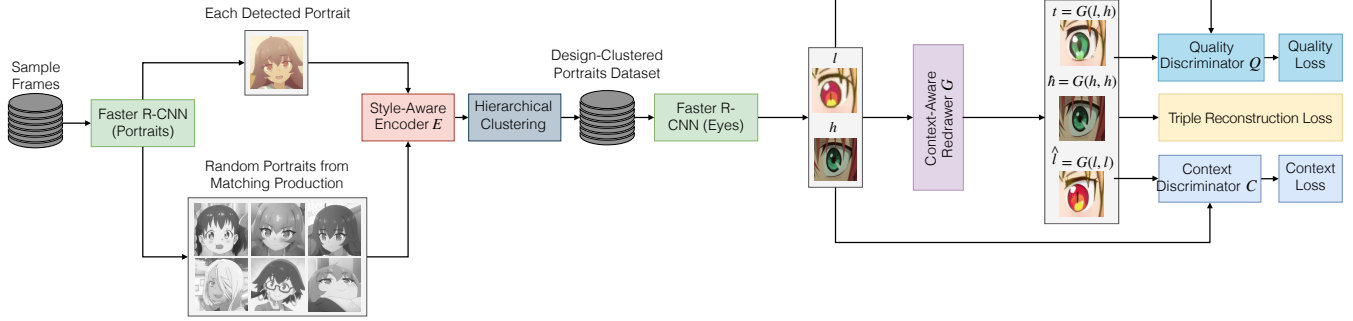 Sample
Frames
Faster R-CNN
(Portraits)
Each Detected Portrait
Random Portraits from
Matching Production
Style-Aware
Encoder E
Hierarchical
Clustering
Design-Clustered
Portraits Dataset
Faster R-
CNN (Eyes)
l
h
Context-Aware
Redrawer G
t = G(l, h)
ĥ = G(h, h)
l̂ = G(l, l)
Quality
Discriminator Q
Quality
Loss
Triple Reconstruction Loss
Context
Discriminator C
Context
Loss